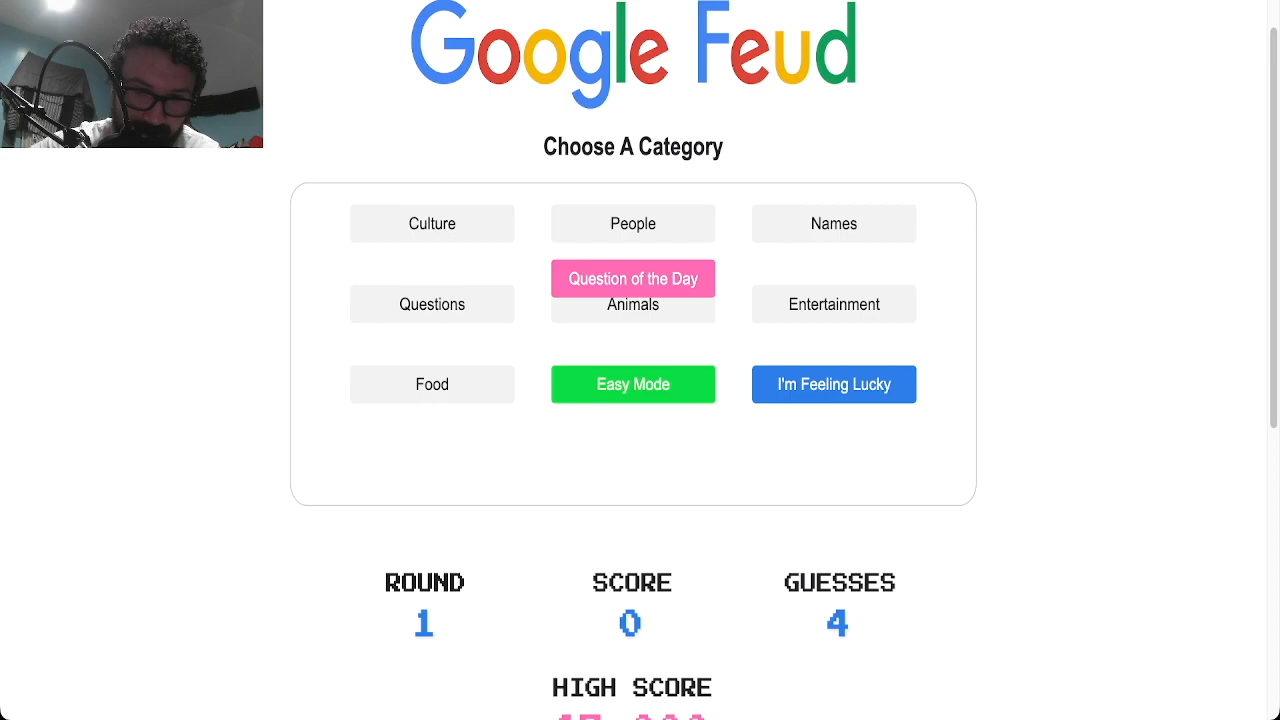 Google Feud
Choose A Category
Culture
People
Names
Question of the Day
Questions
Animals
Entertainment
Food
Easy Mode
I'm Feeling Lucky
ROUND
SCORE
GUESSES
1
0
4
HIGH SCORE